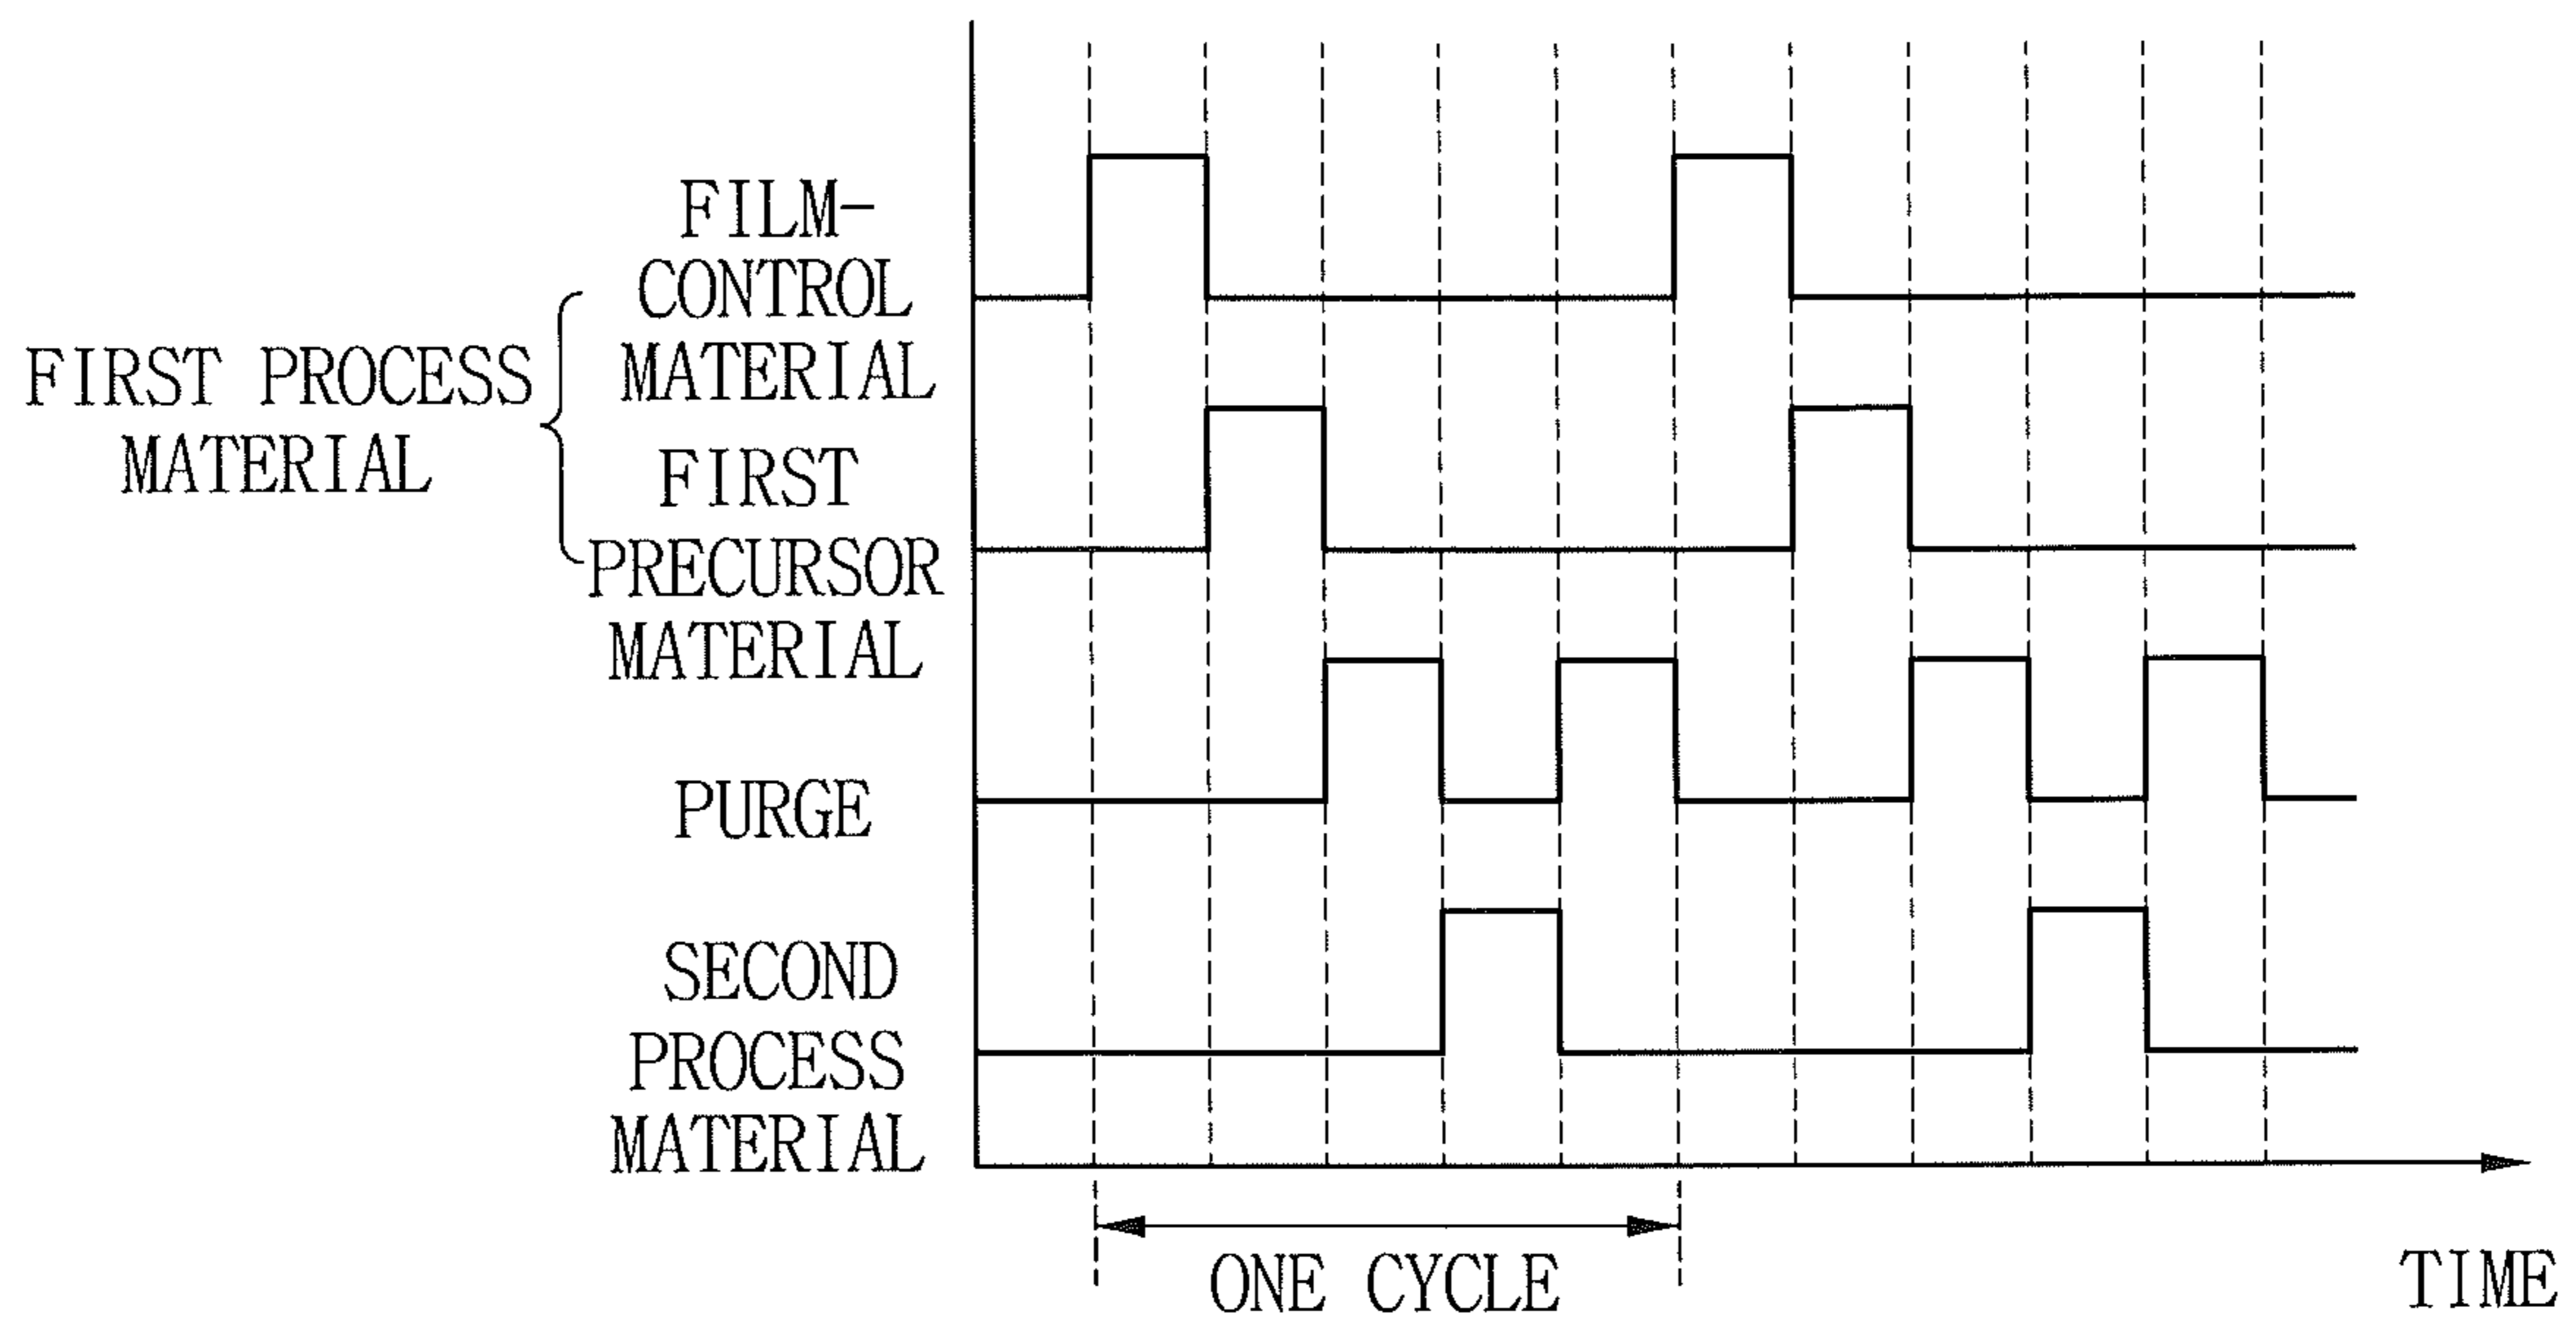 FIRST PROCESS
MATERIAL
FILM-
CONTROL
MATERIAL
FIRST
PRECURSOR
MATERIAL
PURGE
SECOND
PROCESS
MATERIAL
ONE CYCLE
TIME